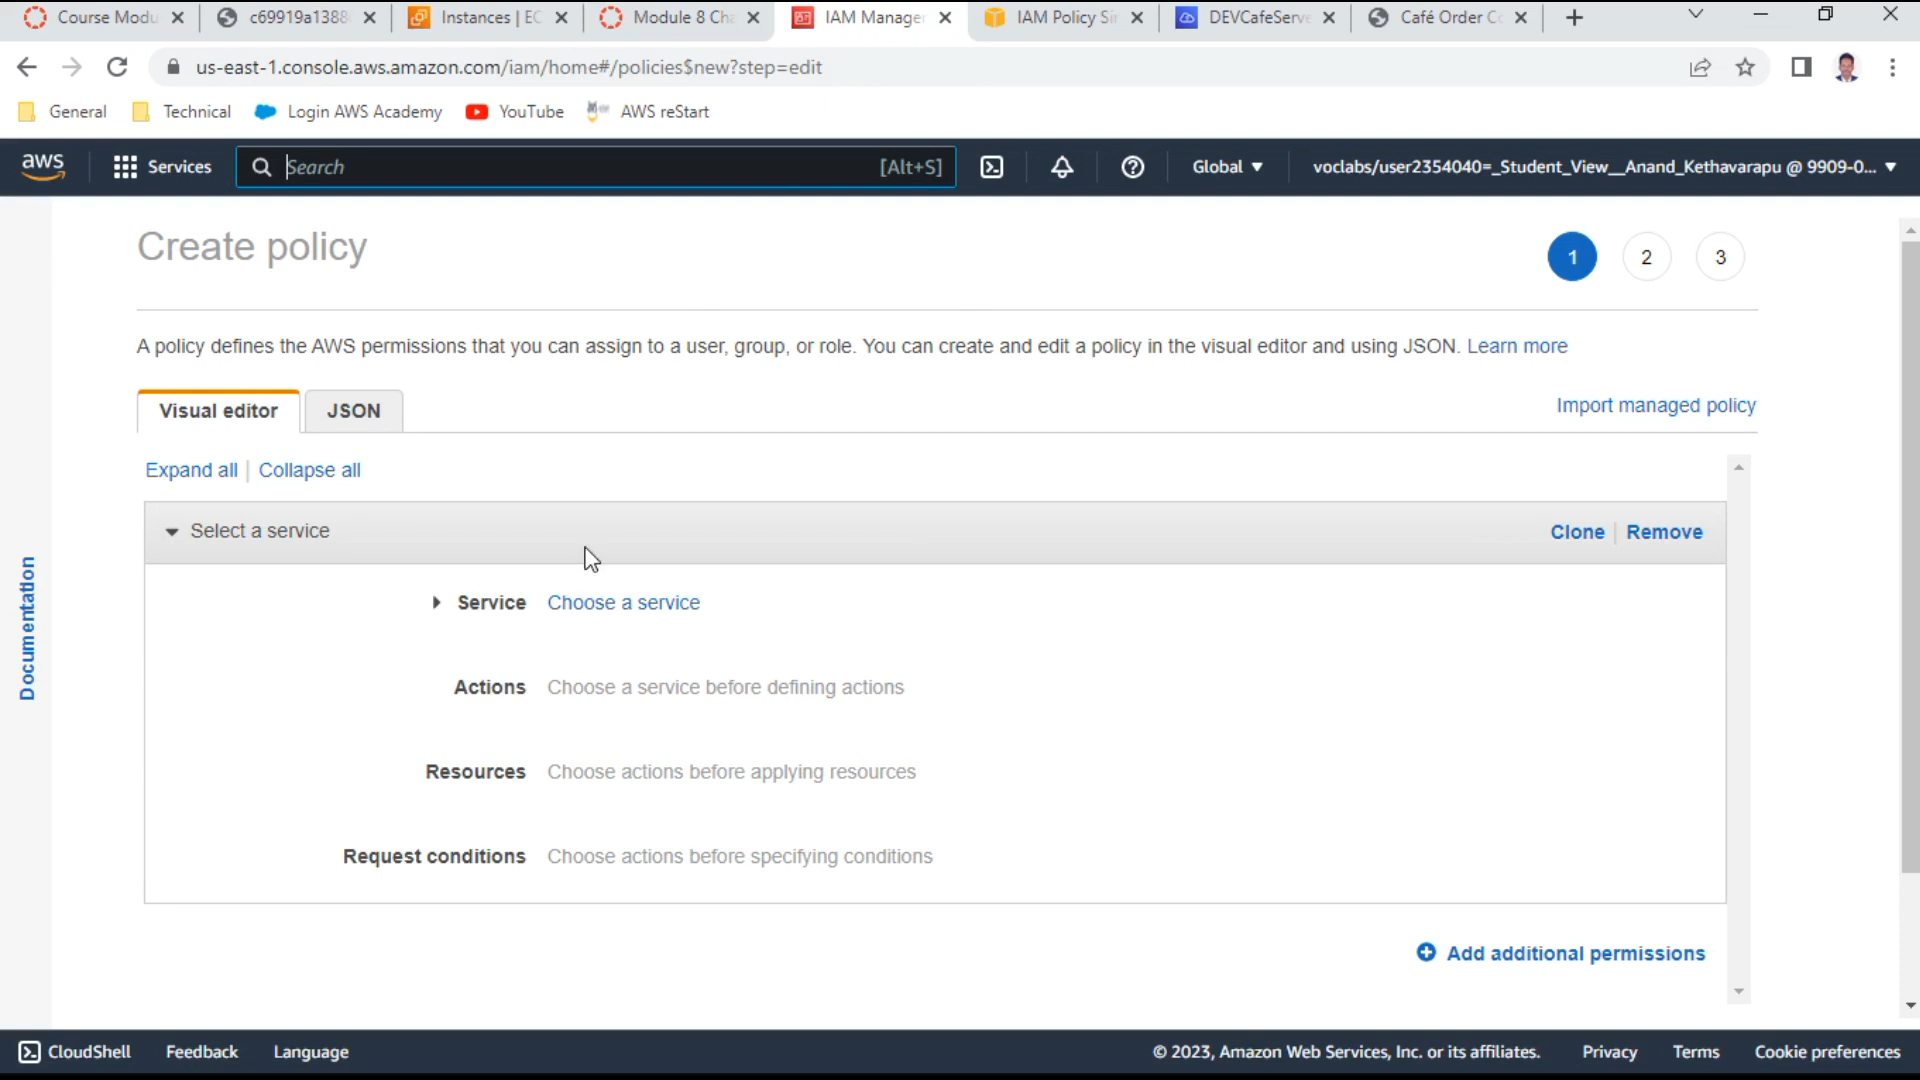 Course Modu
c69919a1388
Instances | EC
Module 8 Cha
IAM Manage
IAM Policy Si
DEVCafeServe
Café Order C
us-east-1.console.aws.amazon.com/iam/home#/policies$new?step=edit
General Technical Login AWS Academy YouTube AWS reStart
aws Services Search [Alt+S] Global voclabs/user2354040=_Student_View__Anand_Kethavarapu @ 9909-0...
Create policy 1 2 3
A policy defines the AWS permissions that you can assign to a user, group, or role. You can create and edit a policy in the visual editor and using JSON. Learn more
Visual editor JSON Import managed policy
Expand all | Collapse all
Select a service Clone | Remove
Service Choose a service
Documentation
Actions Choose a service before defining actions
Resources Choose actions before applying resources
Request conditions Choose actions before specifying conditions
Add additional permissions
CloudShell Feedback Language © 2023, Amazon Web Services, Inc. or its affiliates. Privacy Terms Cookie preferences